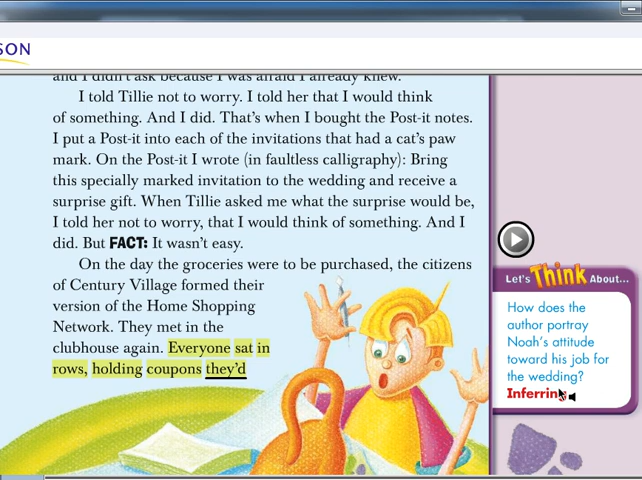 SON
and I didn't ask because I was afraid I already knew.
I told Tillie not to worry. I told her that I would think
of something. And I did. That's when I bought the Post-it notes.
I put a Post-it into each of the invitations that had a cat's paw
mark. On the Post-it I wrote (in faultless calligraphy): Bring
this specially marked invitation to the wedding and receive a
surprise gift. When Tillie asked me what the surprise would be,
I told her not to worry, that I would think of something. And I
did. But FACT: It wasn't easy.
On the day the groceries were to be purchased, the citizens
of Century Village formed their
version of the Home Shopping
Network. They met in the
clubhouse again. Everyone sat in
rows, holding coupons they'd
Let's Think About...
How does the
author portray
Noah's attitude
toward his job for
the wedding?
Inferring